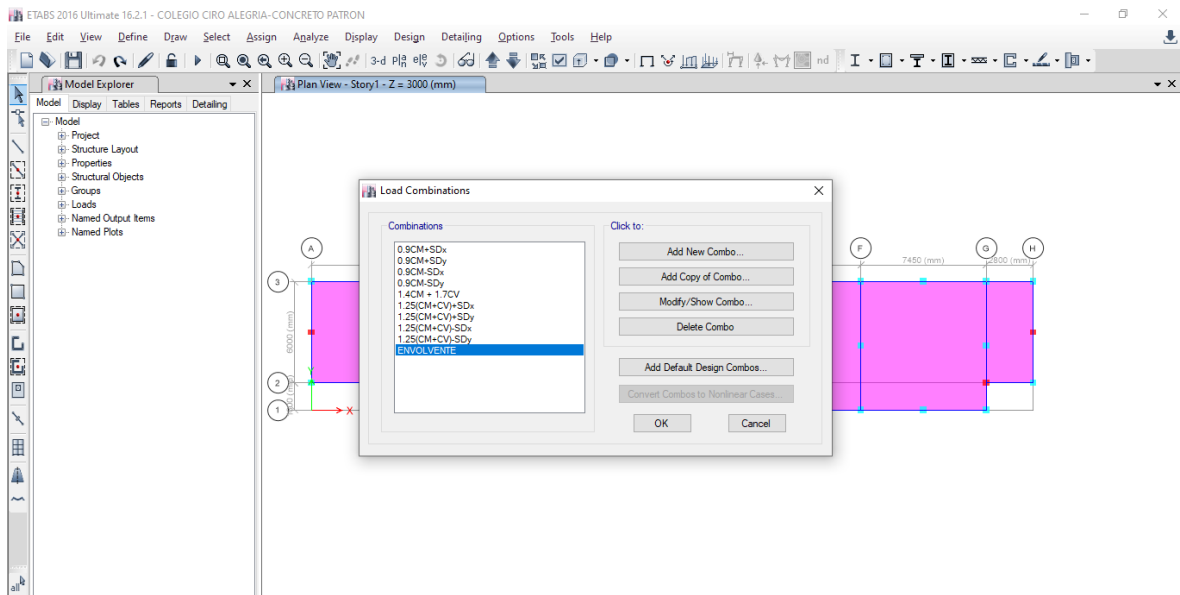 ETABS 2016 Ultimate 16.2.1 - COLEGIO CIRO ALEGRIA-CONCRETO PATRON
File Edit View Define Draw Select Assign Analyze Display Design Detailing Options Tools Help
3-d
nd
Model Explorer
Plan View - Story1 - Z = 3000 (mm)
Model Display Tables Reports Detailing
Model
Project
Structure Layout
Properties
Structural Objects
Groups
Loads
Named Output Items
Named Plots
Load Combinations
Combinations
0.9CM+SDx
0.9CM+SDy
0.9CM-SDx
0.9CM-SDy
1.4CM + 1.7CV
1.25(CM+CV)+SDx
1.25(CM+CV)+SDy
1.25(CM+CV)-SDx
1.25(CM+CV)-SDy
ENVOLVENTE
Click to:
Add New Combo...
Add Copy of Combo...
Modify/Show Combo...
Delete Combo
Add Default Design Combos...
Convert Combos to Nonlinear Cases...
OK Cancel
A F G H
7450 (mm) 2800 (mm)
3
6000 (mm)
2
Y
1
X
all